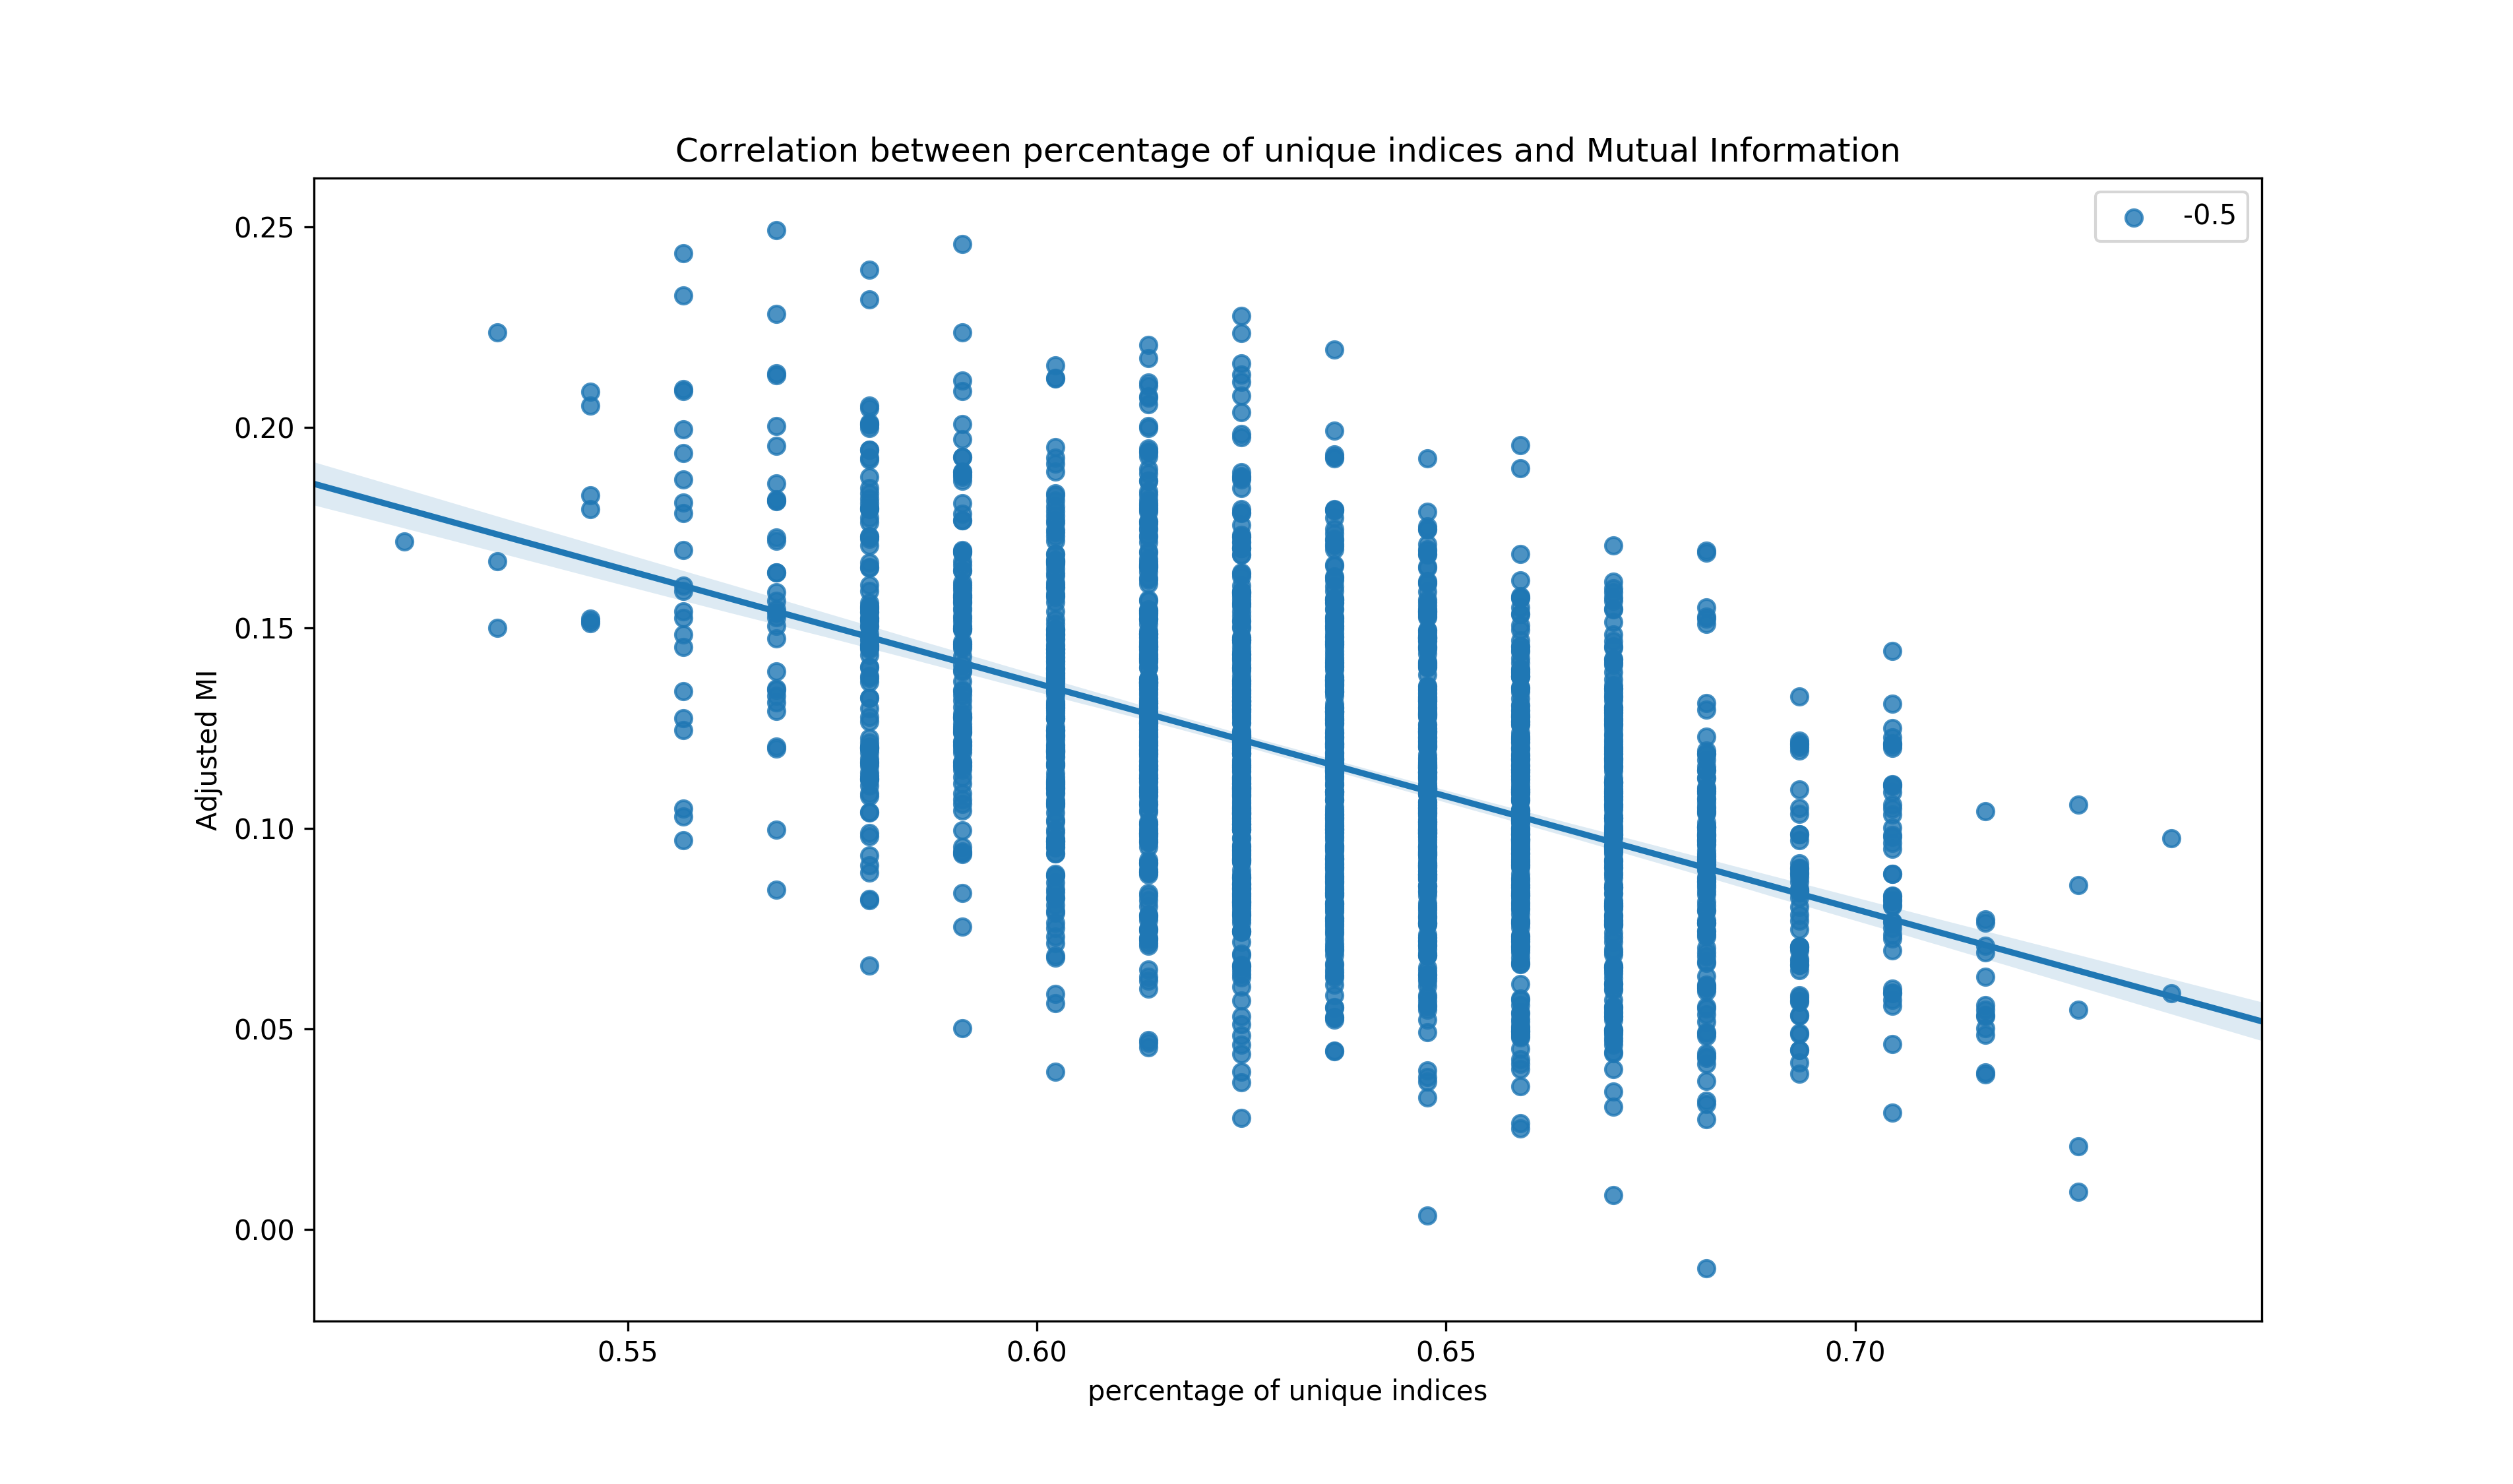 Correlation between percentage of unique indices and Mutual Information
-0.5
0.25
0.20
0.15
0.10
0.05
0.00
Adjusted MI
0.55 0.60 0.65 0.70
percentage of unique indices